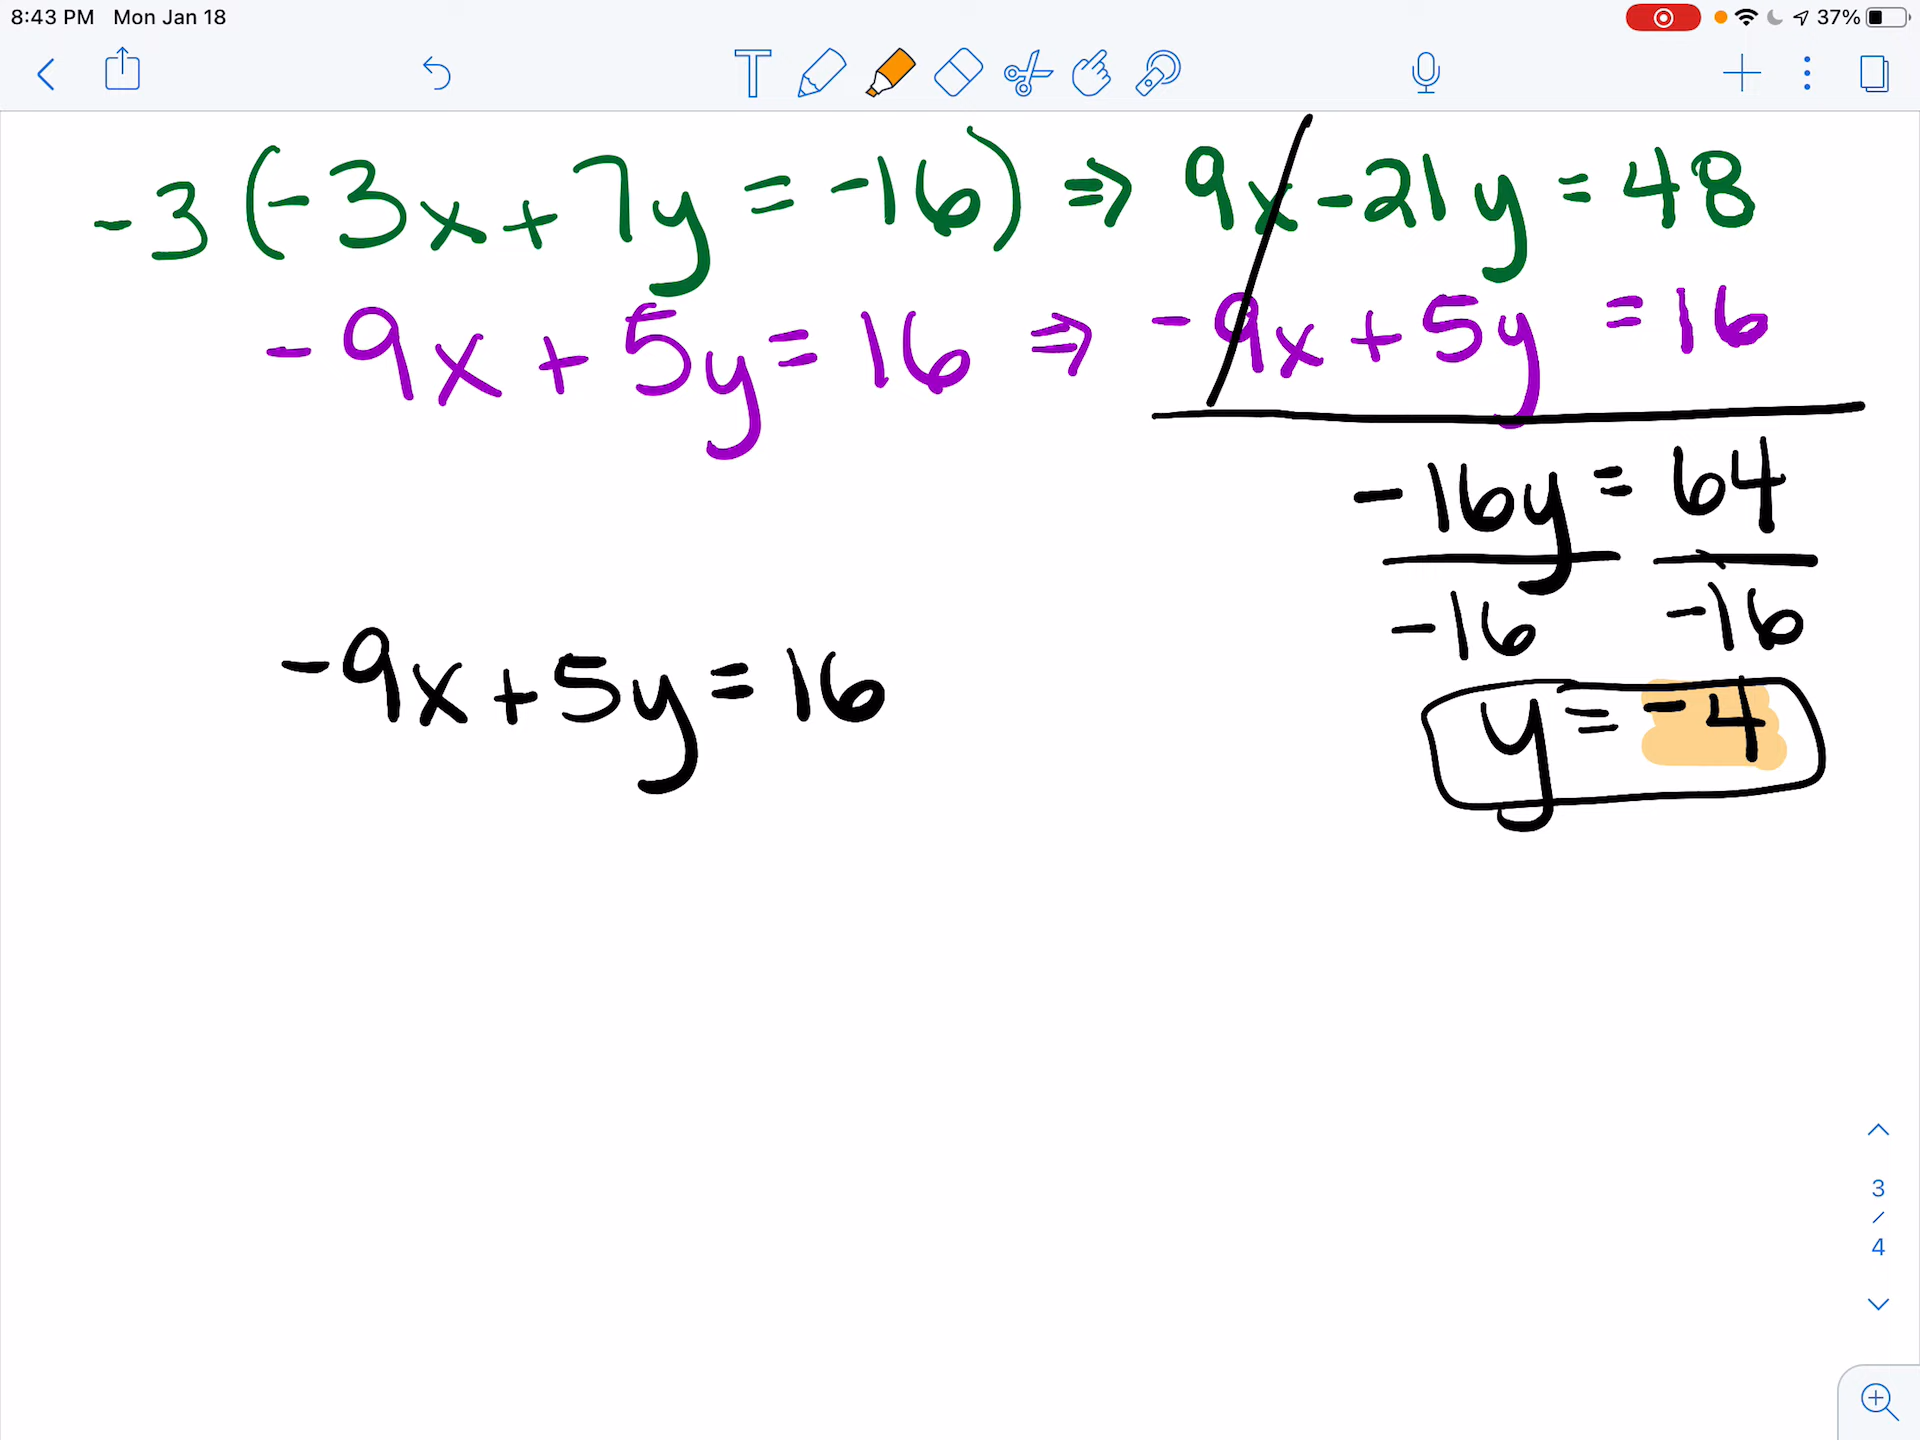 8:43 PM Mon Jan 18 37%
T
-3 (-3x+7y = -16) ⇒ 9x-21y = 48
-9x + 5y = 16 ⇒ -9x + 5y = 16
-16y = 64
-16 -16
-9x +5y = 16
y = -4
3
/
4